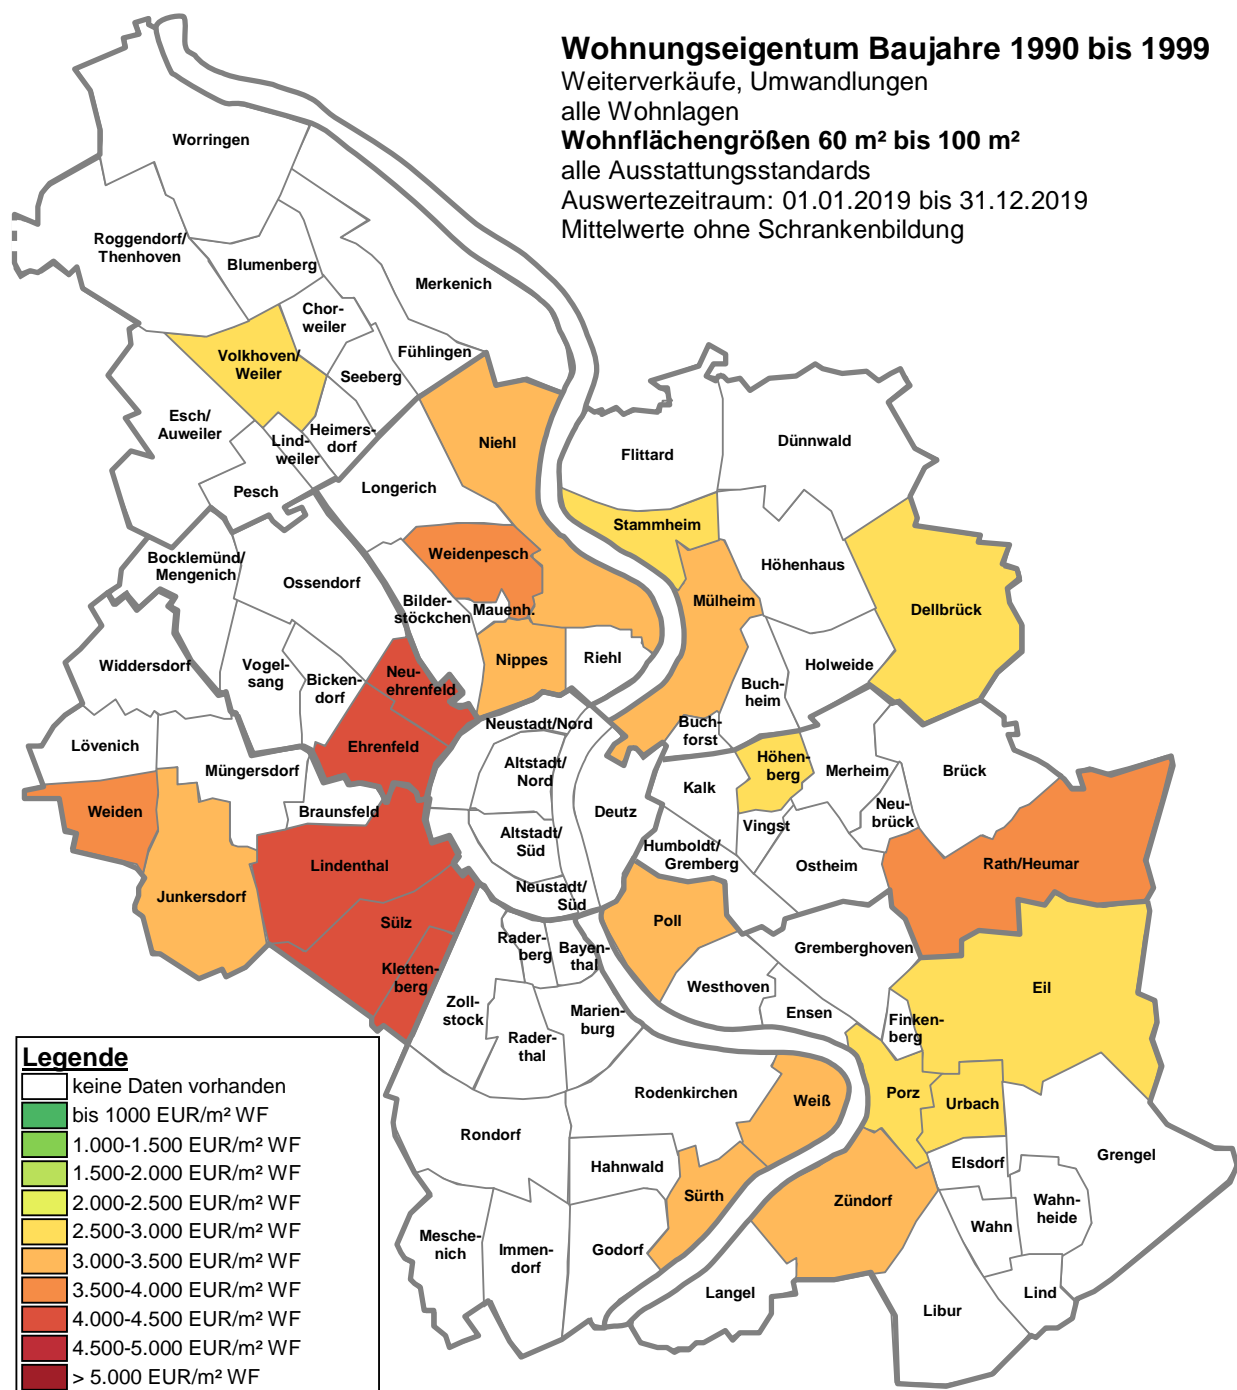 Wohnungseigentum Baujahre 1990 bis 1999
Weiterverkäufe, Umwandlungen
alle Wohnlagen
Wohnflächengrößen 60 m² bis 100 m²
alle Ausstattungsstandards
Auswertezeitraum: 01.01.2019 bis 31.12.2019
Mittelwerte ohne Schrankenbildung
Worringen
Roggendorf/
Thenhoven
Blumenberg
Merkenich
Chor-
weiler
Fühlingen
Volkhoven/
Weiler
Seeberg
Esch/
Auweiler
Lind-
weiler
Heimers-
dorf
Pesch
Niehl
Longerich
Flittard
Dünnwald
Stammheim
Höhenhaus
Dellbrück
Bocklemünd/
Mengenich
Ossendorf
Weidenpesch
Bilder-
stöckchen
Mauenh.
Mülheim
Nippes
Riehl
Widdersdorf
Vogel-
sang
Bicken-
dorf
Neu-
ehrenfeld
Holweide
Buch-
heim
Buch-
forst
Lövenich
Müngersdorf
Ehrenfeld
Neustadt/Nord
Altstadt/
Nord
Höhen-
berg
Merheim
Brück
Kalk
Neu-
brück
Weiden
Braunsfeld
Deutz
Vingst
Altstadt/
Süd
Humboldt/
Gremberg
Ostheim
Rath/Heumar
Lindenthal
Junkersdorf
Neustadt/
Süd
Sülz
Poll
Kletten-
berg
Rader-
berg
Bayen-
thal
Gremberghoven
Westhoven
Eil
Ensen
Finken-
berg
Zoll-
stock
Marien-
burg
Rader-
thal
Rodenkirchen
Weiß
Porz
Urbach
Rondorf
Hahnwald
Elsdorf
Grengel
Sürth
Zündorf
Wahn-
heide
Wahn
Mesche-
nich
Immen-
dorf
Godorf
Langel
Lind
Libur
Legende
keine Daten vorhanden
bis 1000 EUR/m² WF
1.000-1.500 EUR/m² WF
1.500-2.000 EUR/m² WF
2.000-2.500 EUR/m² WF
2.500-3.000 EUR/m² WF
3.000-3.500 EUR/m² WF
3.500-4.000 EUR/m² WF
4.000-4.500 EUR/m² WF
4.500-5.000 EUR/m² WF
> 5.000 EUR/m² WF